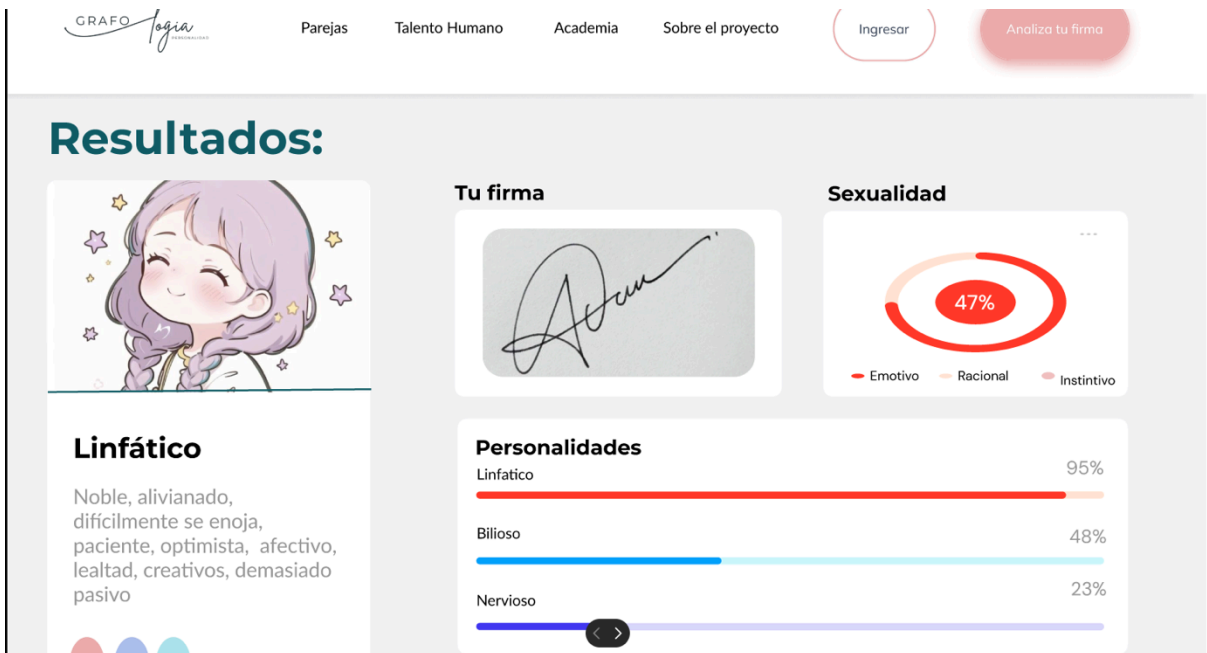 GRAFO
logia
PERSONALIDAD
Parejas
Talento Humano
Academia
Sobre el proyecto
Ingresar
Analiza tu firma
Resultados:
Tu firma
Sexualidad
47%
Emotivo
Racional
Instintivo
Linfático
Noble, alivianado,
difícilmente se enoja,
paciente, optimista, afectivo,
lealtad, creativos, demasiado
pasivo
Personalidades
Linfatico
95%
Bilioso
48%
Nervioso
23%